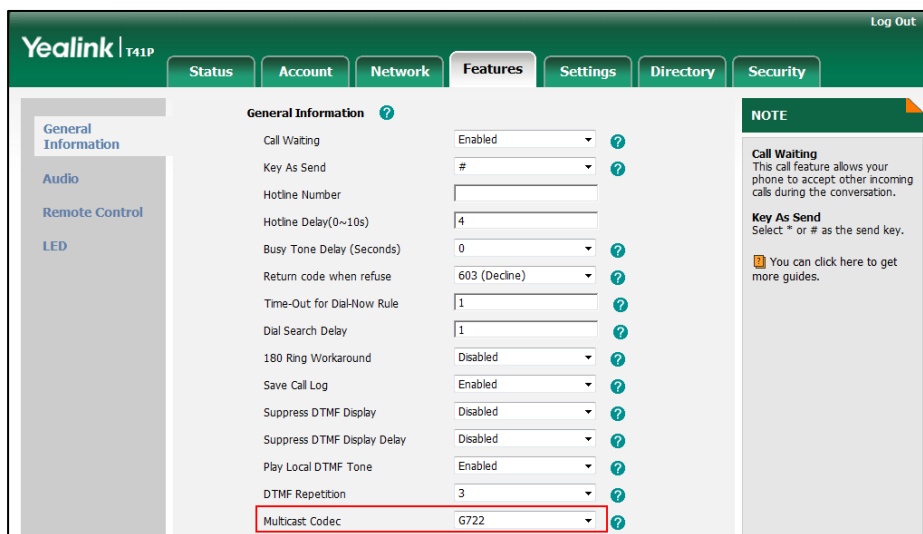 Log Out
Yealink T41P
Status Account Network Features Settings Directory Security
General
Information
Audio
Remote Control
LED
General Information ?
Call Waiting Enabled ?
Key As Send # ?
Hotline Number
Hotline Delay(0~10s) 4
Busy Tone Delay (Seconds) 0 ?
Return code when refuse 603 (Decline) ?
Time-Out for Dial-Now Rule 1 ?
Dial Search Delay 1 ?
180 Ring Workaround Disabled ?
Save Call Log Enabled ?
Suppress DTMF Display Disabled ?
Suppress DTMF Display Delay Disabled ?
Play Local DTMF Tone Enabled ?
DTMF Repetition 3 ?
Multicast Codec G722 ?
NOTE
Call Waiting
This call feature allows your
phone to accept other incoming
calls during the conversation.
Key As Send
Select * or # as the send key.
? You can click here to get
more guides.